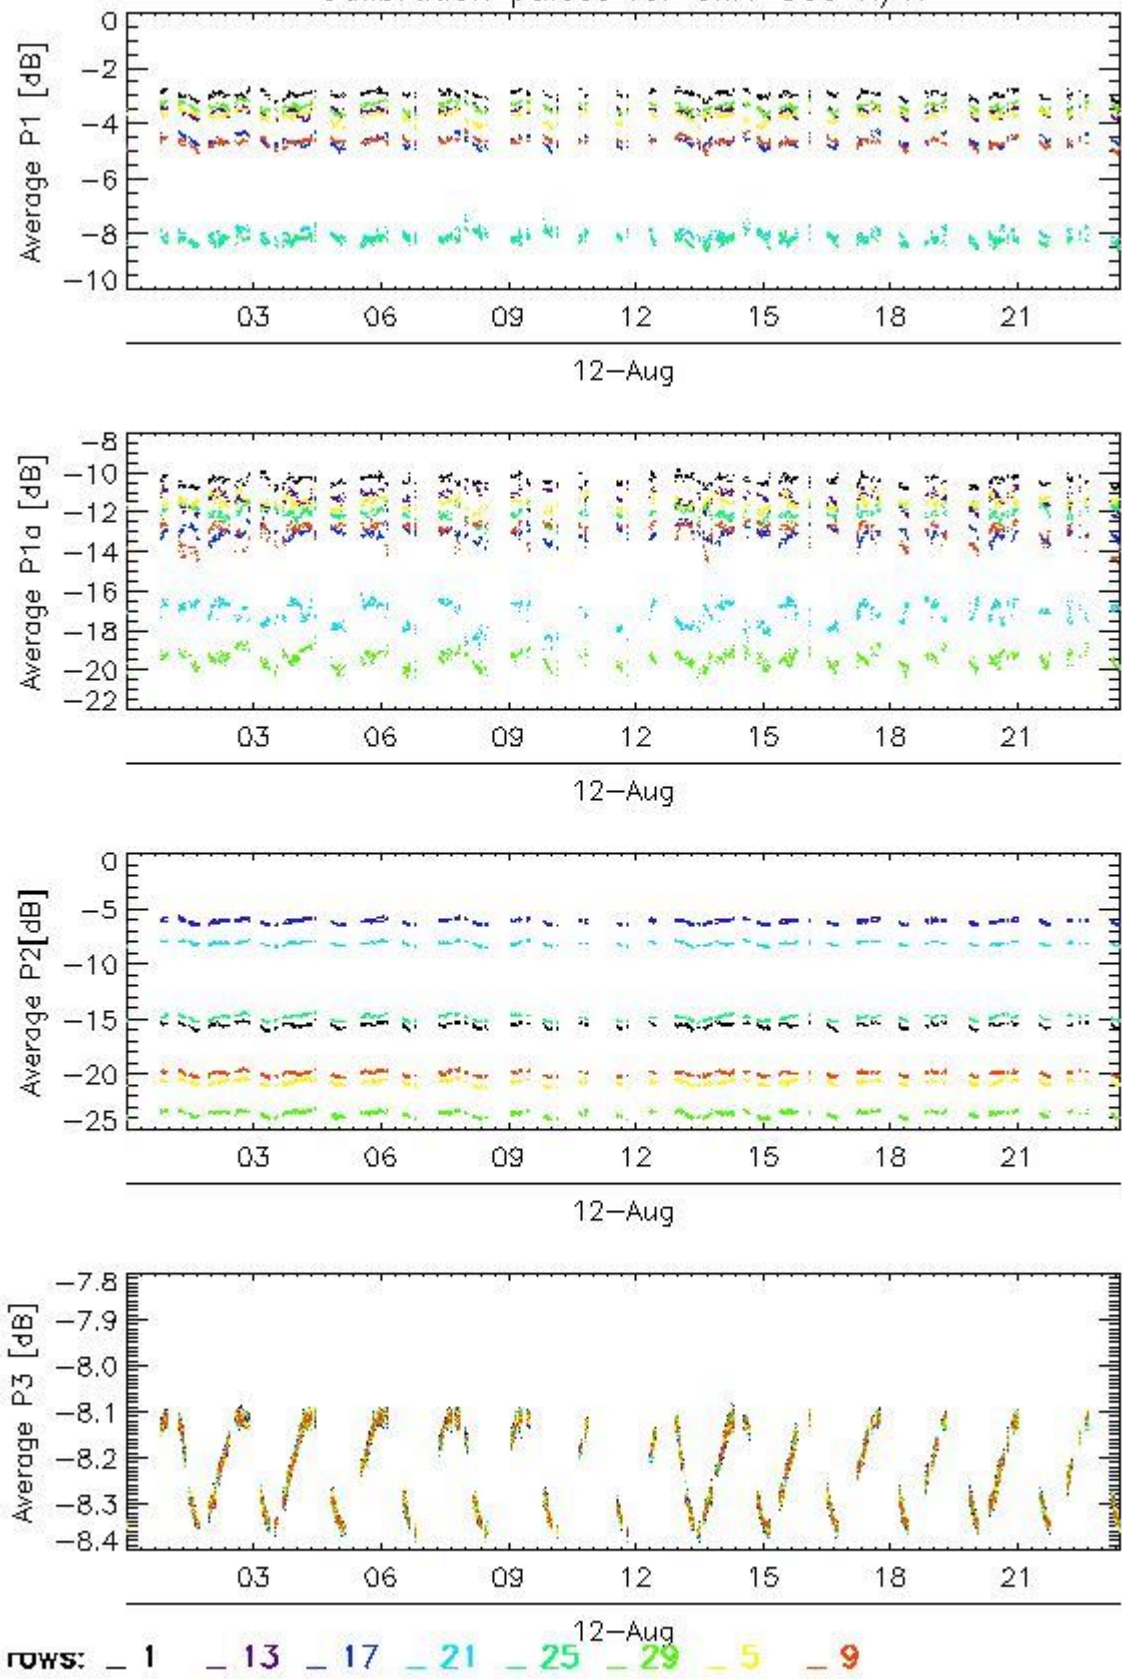 0
-2
-4
-6
-8
-10
Average P1 [dB]
03 06 09 12 15 18 21
12-Aug
-8
-10
-12
-14
-16
-18
-20
-22
Average P1a [dB]
03 06 09 12 15 18 21
12-Aug
0
-5
-10
-15
-20
-25
Average P2[dB]
03 06 09 12 15 18 21
12-Aug
-7.8
-7.9
-8.0
-8.1
-8.2
-8.3
-8.4
Average P3 [dB]
03 06 09 12 15 18 21
12-Aug
rows: _ 1 _ 13 _ 17 _ 21 _ 25 _ 29 _ 5 _ 9